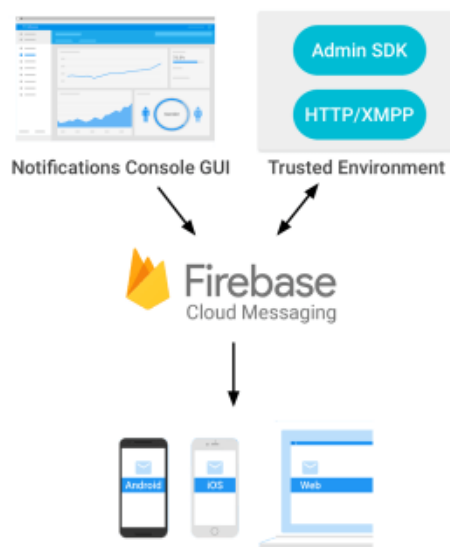 Admin SDK
HTTP/XMPP
Notifications Console GUI
Trusted Environment
Firebase
Cloud Messaging
Android
iOS
Web